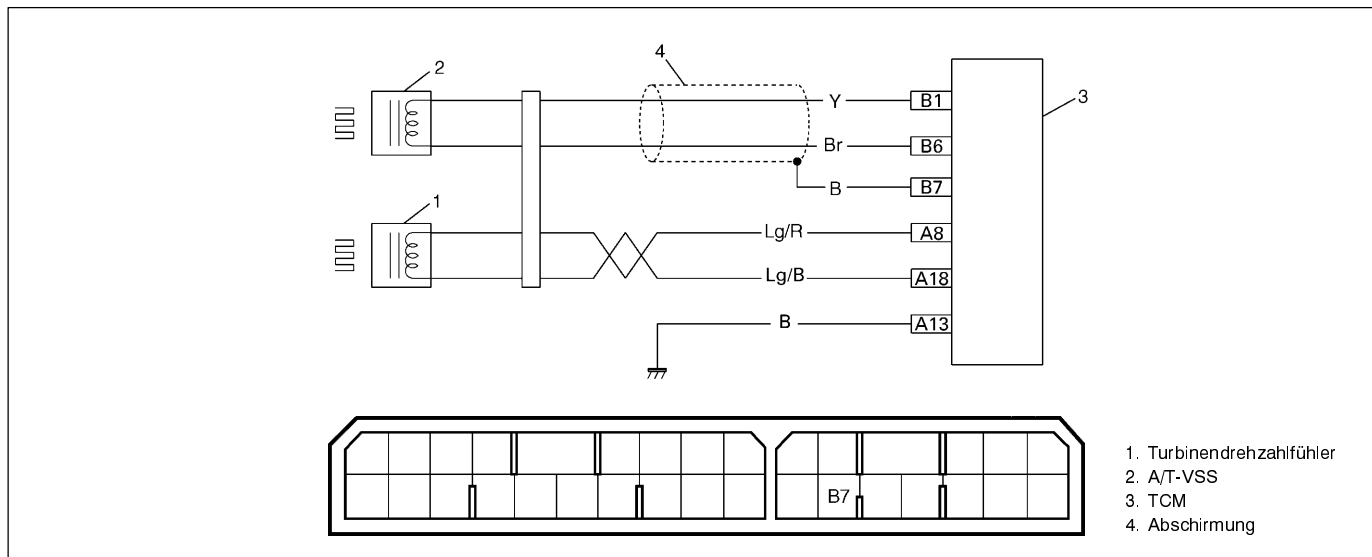 4
2
Y
B1
3
Br
B6
B
B7
1
Lg/R
A8
Lg/B
A18
B
A13
B7
1. Turbinendrehzahlfühler
2. A/T-VSS
3. TCM
4. Abschirmung